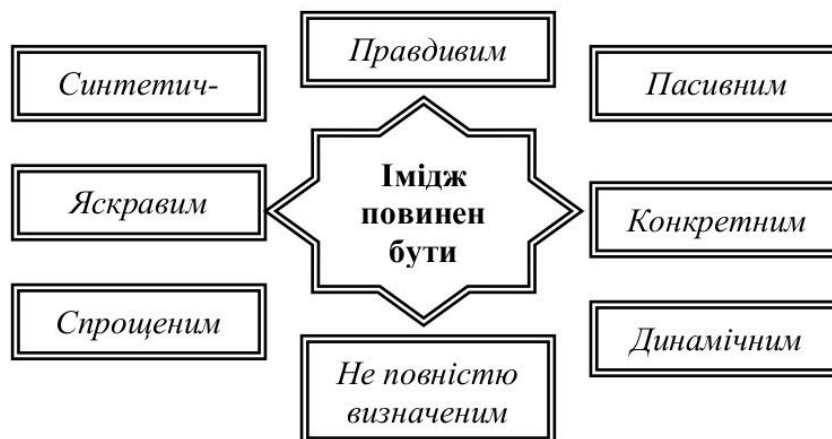 Правдивим
Синтетич-
Пасивним
Яскравим
Імідж
повинен
бути
Конкретним
Спрощеним
Динамічним
Не повністю
визначеним